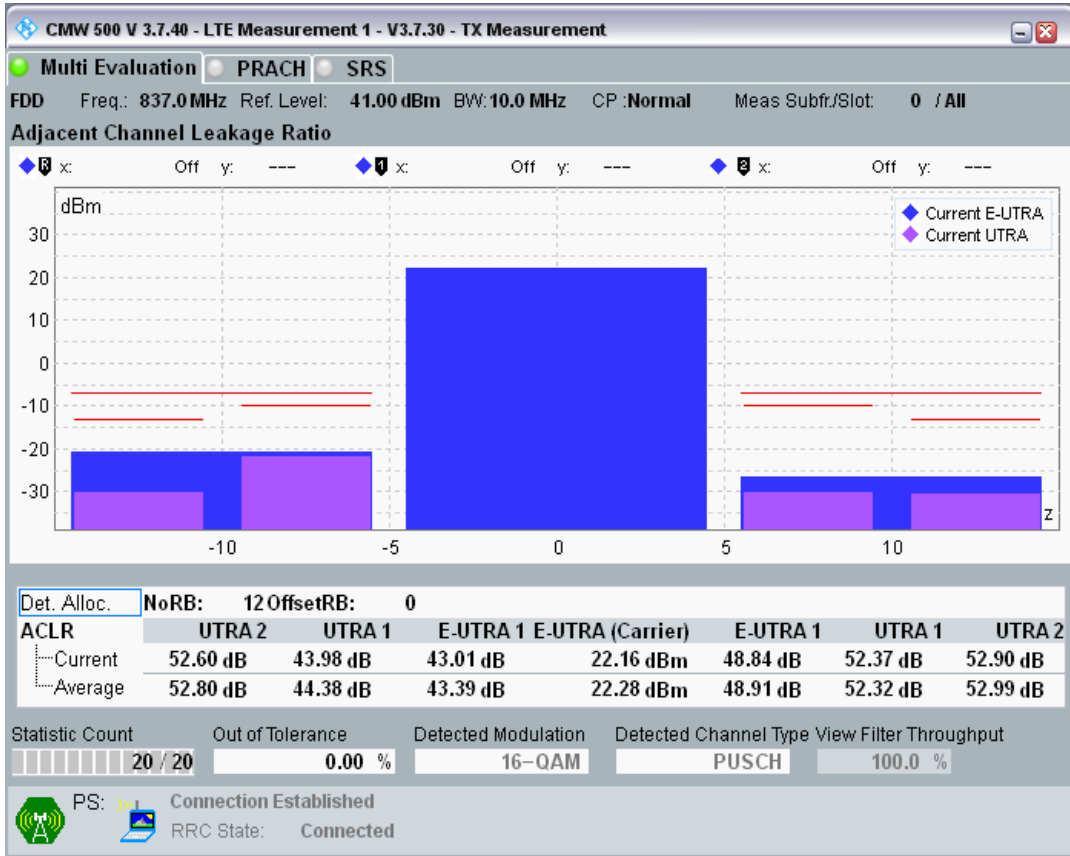 CMW 500 V 3.7.40 - LTE Measurement 1 - V3.7.30 - TX Measurement
Multi Evaluation PRACH SRS
FDD Freq.: 837.0 MHz Ref. Level: 41.00 dBm BW: 10.0 MHz CP :Normal Meas Subfr./Slot: 0 / All
Adjacent Channel Leakage Ratio
R x: Off y: --- 1 x: Off y: --- 2 x: Off y: ---
dBm
Current E-UTRA
Current UTRA
30
20
10
0
-10
-20
-30
z
-10 -5 0 5 10
Det. Alloc. NoRB: 12 OffsetRB: 0
ACLR UTRA 2 UTRA 1 E-UTRA 1 E-UTRA (Carrier) E-UTRA 1 UTRA 1 UTRA 2
Current 52.60 dB 43.98 dB 43.01 dB 22.16 dBm 48.84 dB 52.37 dB 52.90 dB
Average 52.80 dB 44.38 dB 43.39 dB 22.28 dBm 48.91 dB 52.32 dB 52.99 dB
Statistic Count Out of Tolerance Detected Modulation Detected Channel Type View Filter Throughput
20 / 20 0.00 % 16-QAM PUSCH 100.0 %
PS: Connection Established
RRC State: Connected